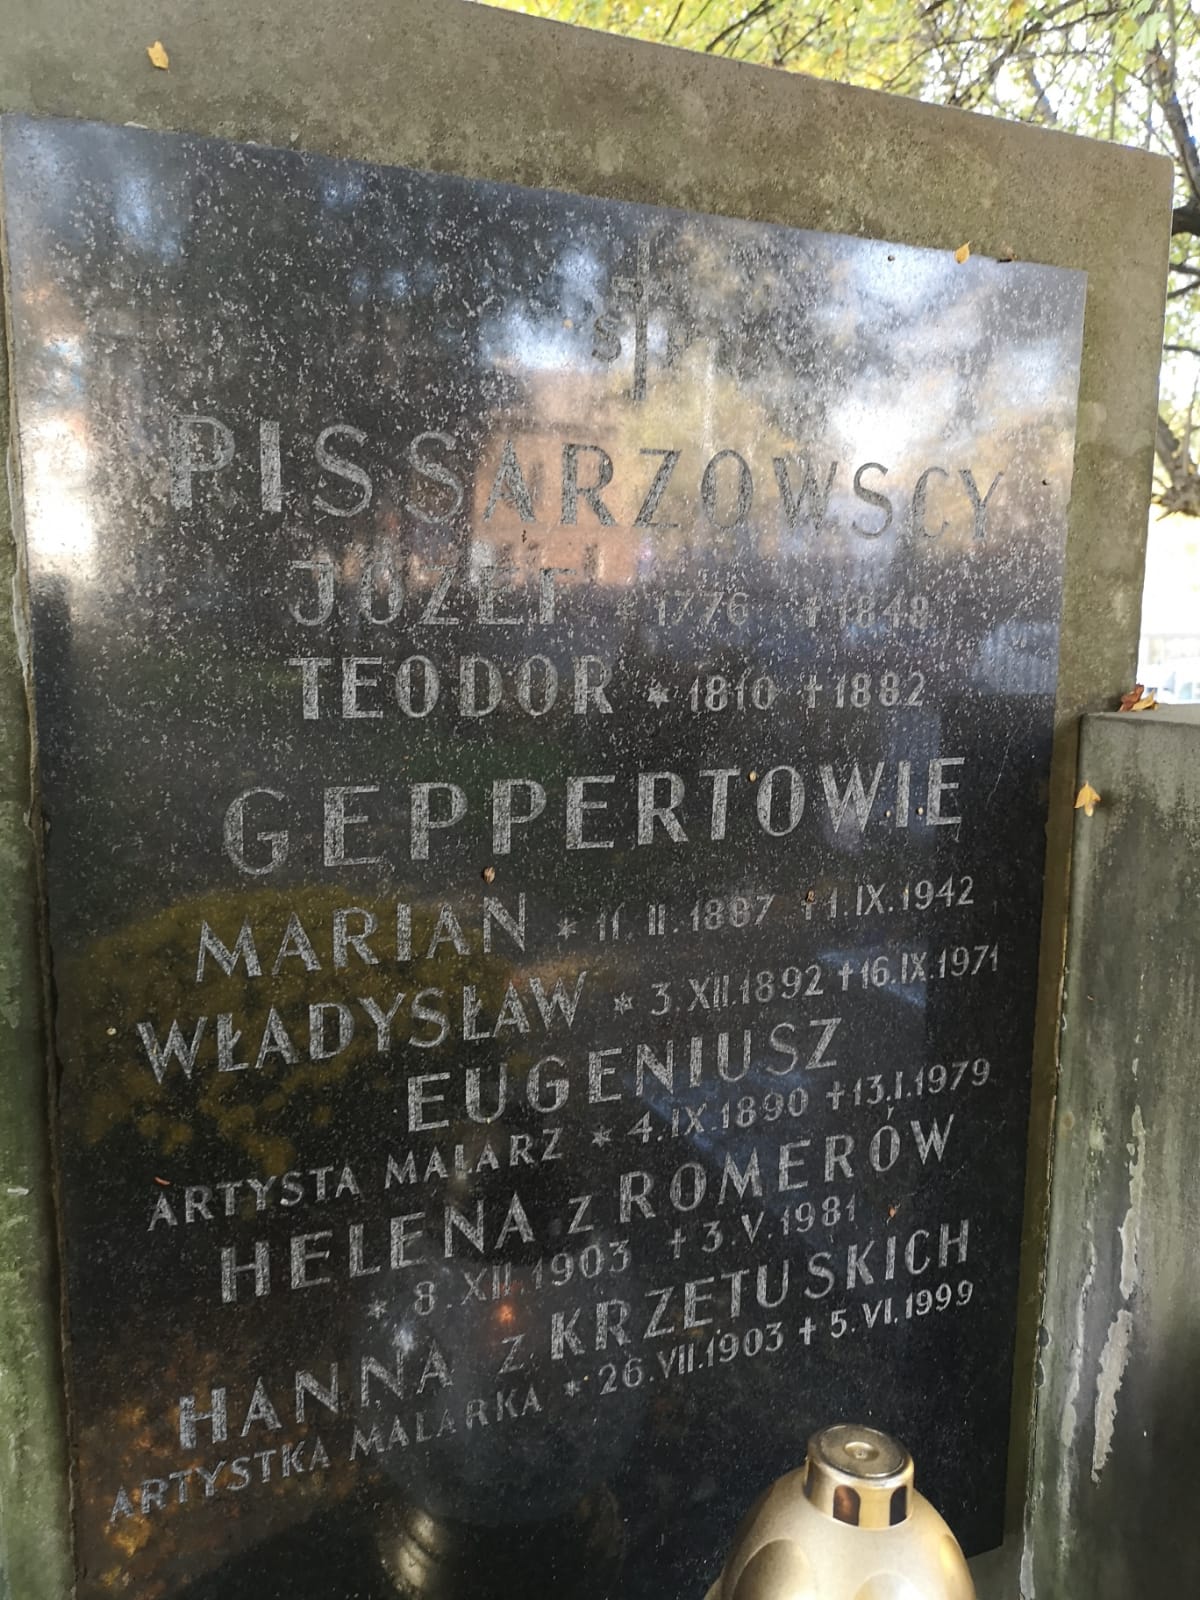 Ś P
PISSARZOWSCY
JÓZEF * 1776 †
TEODOR * 1810 † 1882
GEPPERTOWIE
MARIAN * 11. II. 1887 † 1.IX.1942
WŁADYSŁAW * 3.XII.1892 † 16.IX.1971
EUGENIUSZ
ARTYSTA MALARZ * 4.IX.1890 † 13.I.1979
HELENA z ROMERÓW
* 8.XII.1903 † 3.V.1981
HANNA z KRZETUSKICH
ARTYSTKA MALARKA * 26.VII.1903 † 5.VI.1999